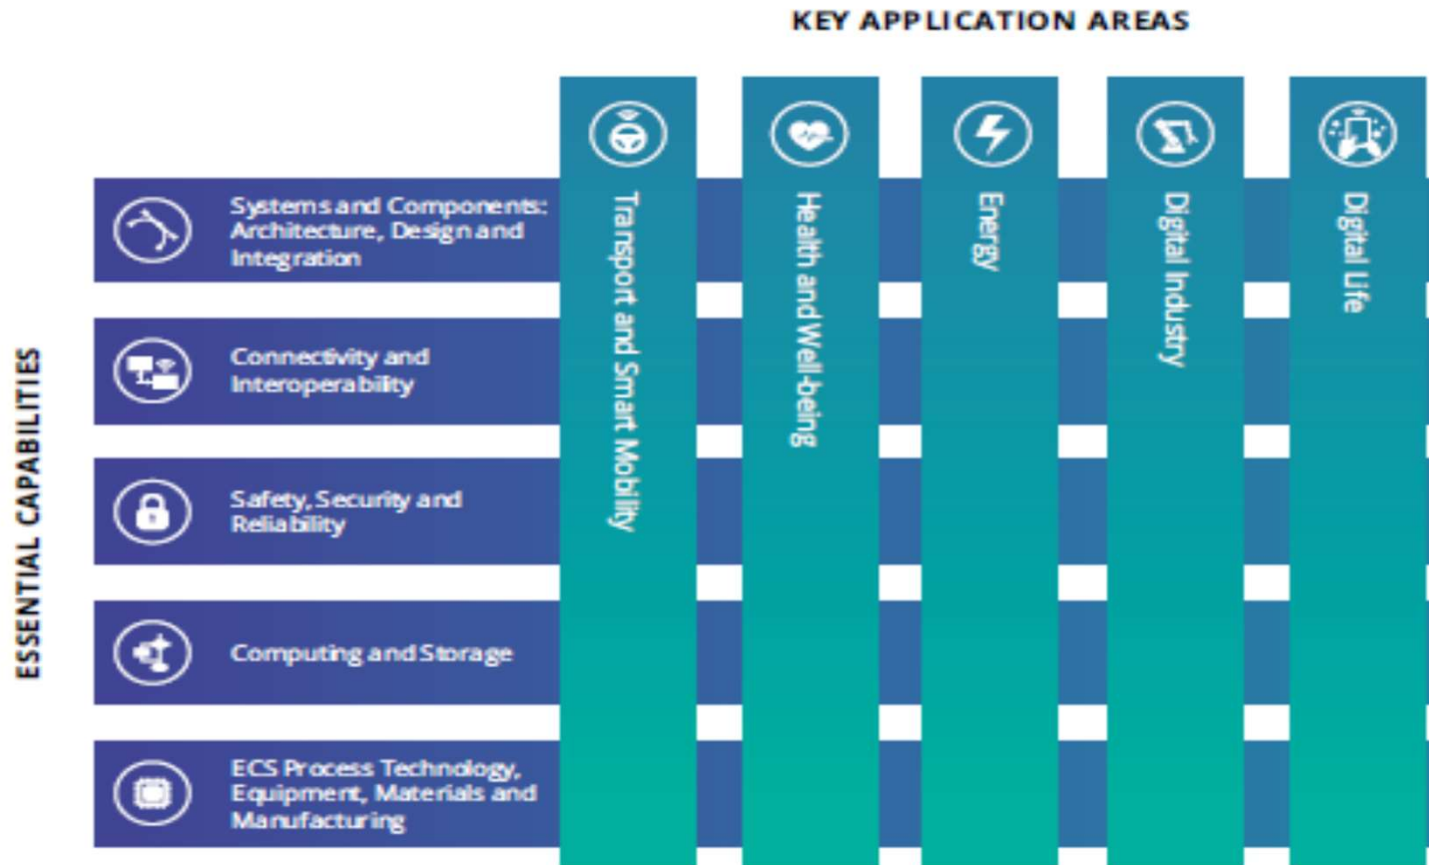 KEY APPLICATION AREAS
Transport and Smart Mobility
Health and Well-being
Energy
Digital Industry
Digital Life
ESSENTIAL CAPABILITIES
Systems and Components:
Architecture, Design and
Integration
Connectivity and
Interoperability
Safety, Security and
Reliability
Computing and Storage
ECS Process Technology,
Equipment, Materials and
Manufacturing